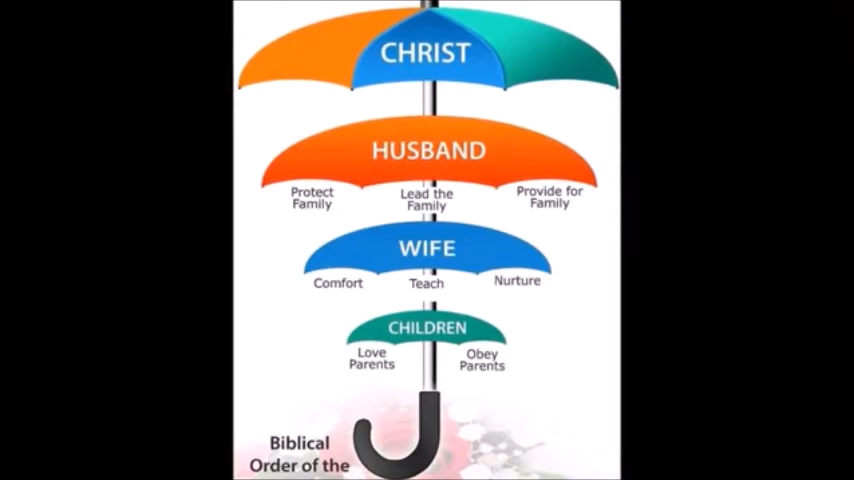 CHRIST
HUSBAND
Protect
Family
Lead the
Family
Provide for
Family
WIFE
Comfort
Teach
Nurture
CHILDREN
Love
Parents
Obey
Parents
Biblical
Order of the